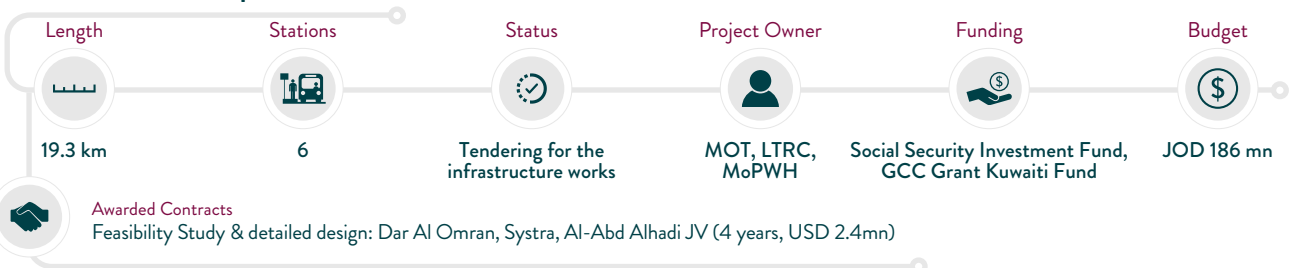 Length
Stations
Status
Project Owner
Funding
Budget
$
$
19.3 km
6
Tendering for the
infrastructure works
MOT, LTRC,
MoPWH
Social Security Investment Fund,
GCC Grant Kuwaiti Fund
JOD 186 mn
Awarded Contracts
Feasibility Study & detailed design: Dar Al Omran, Systra, Al-Abd Alhadi JV (4 years, USD 2.4mn)